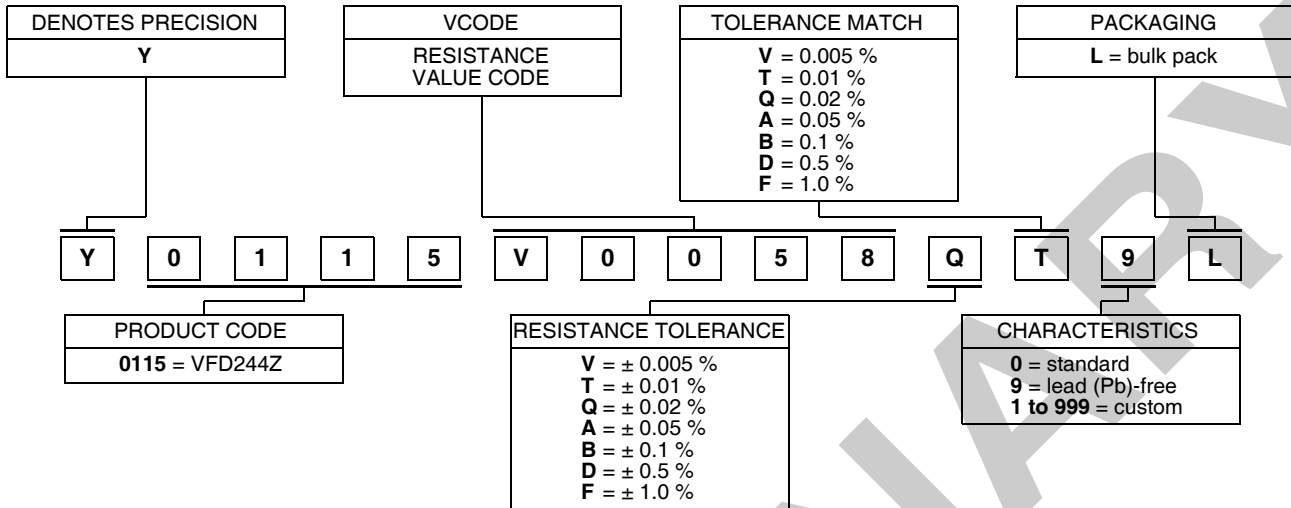 DENOTES PRECISION
Y
VCODE
RESISTANCE
VALUE CODE
TOLERANCE MATCH
V = 0.005 %
T = 0.01 %
Q = 0.02 %
A = 0.05 %
B = 0.1 %
D = 0.5 %
F = 1.0 %
PACKAGING
L = bulk pack
Y 0 1 1 5 V 0 0 5 8 Q T 9 L
PRODUCT CODE
0115 = VFD244Z
RESISTANCE TOLERANCE
V = ± 0.005 %
T = ± 0.01 %
Q = ± 0.02 %
A = ± 0.05 %
B = ± 0.1 %
D = ± 0.5 %
F = ± 1.0 %
CHARACTERISTICS
0 = standard
9 = lead (Pb)-free
1 to 999 = custom
NARY